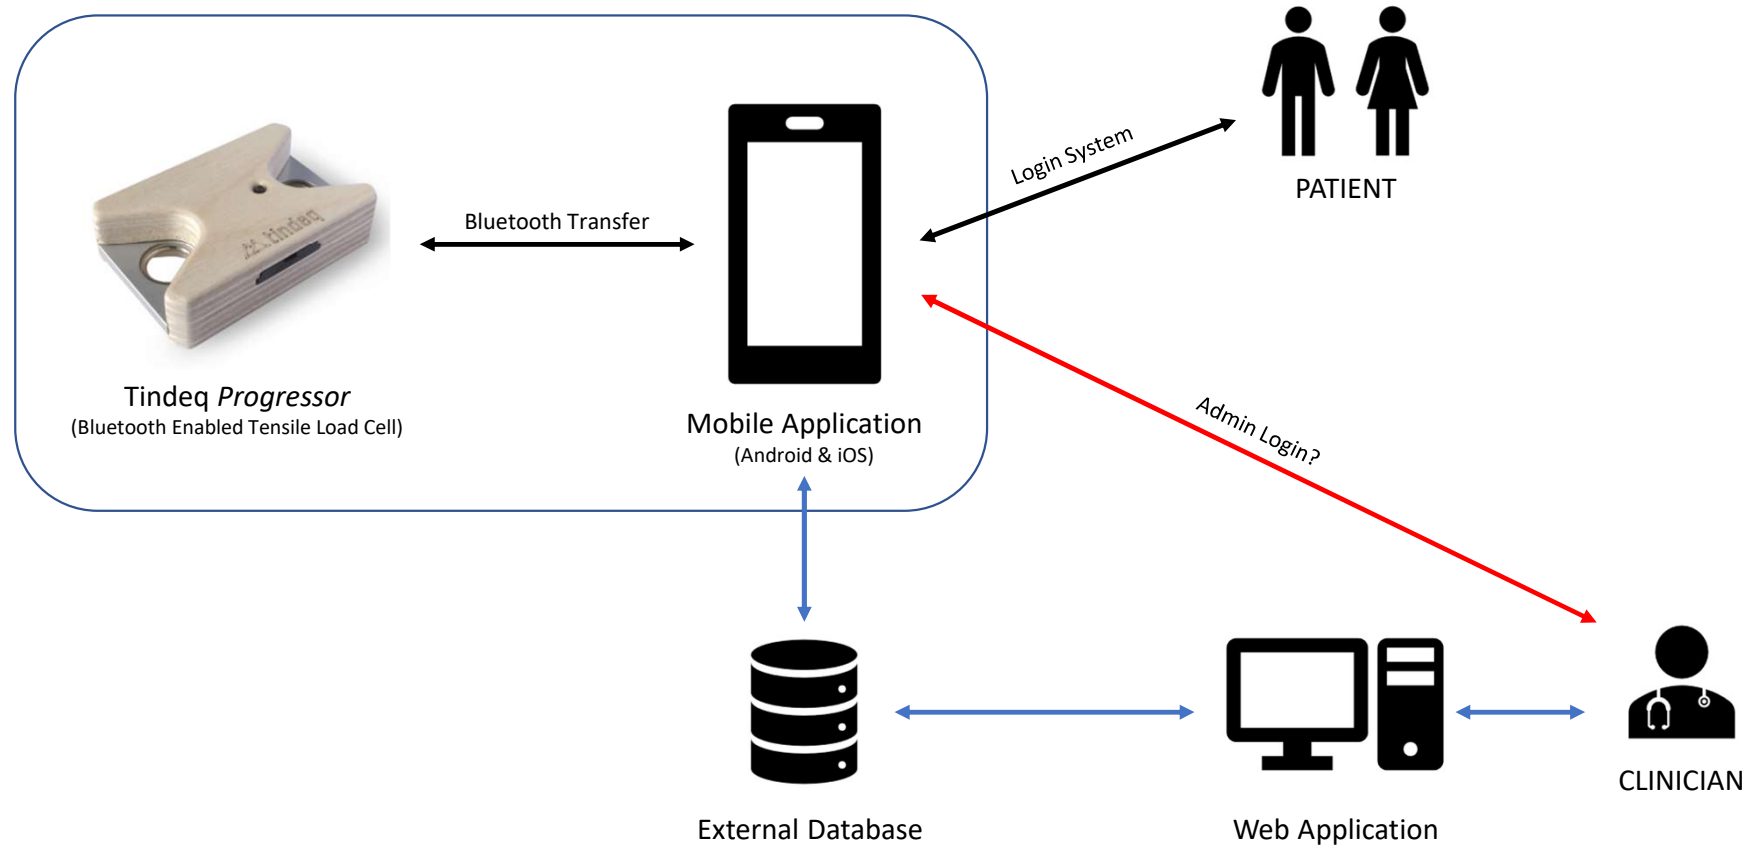 PATIENT
Login System
Bluetooth Transfer
tindeq
Tindeq Progressor
(Bluetooth Enabled Tensile Load Cell)
Mobile Application
(Android & iOS)
Admin Login?
CLINICIAN
External Database
Web Application